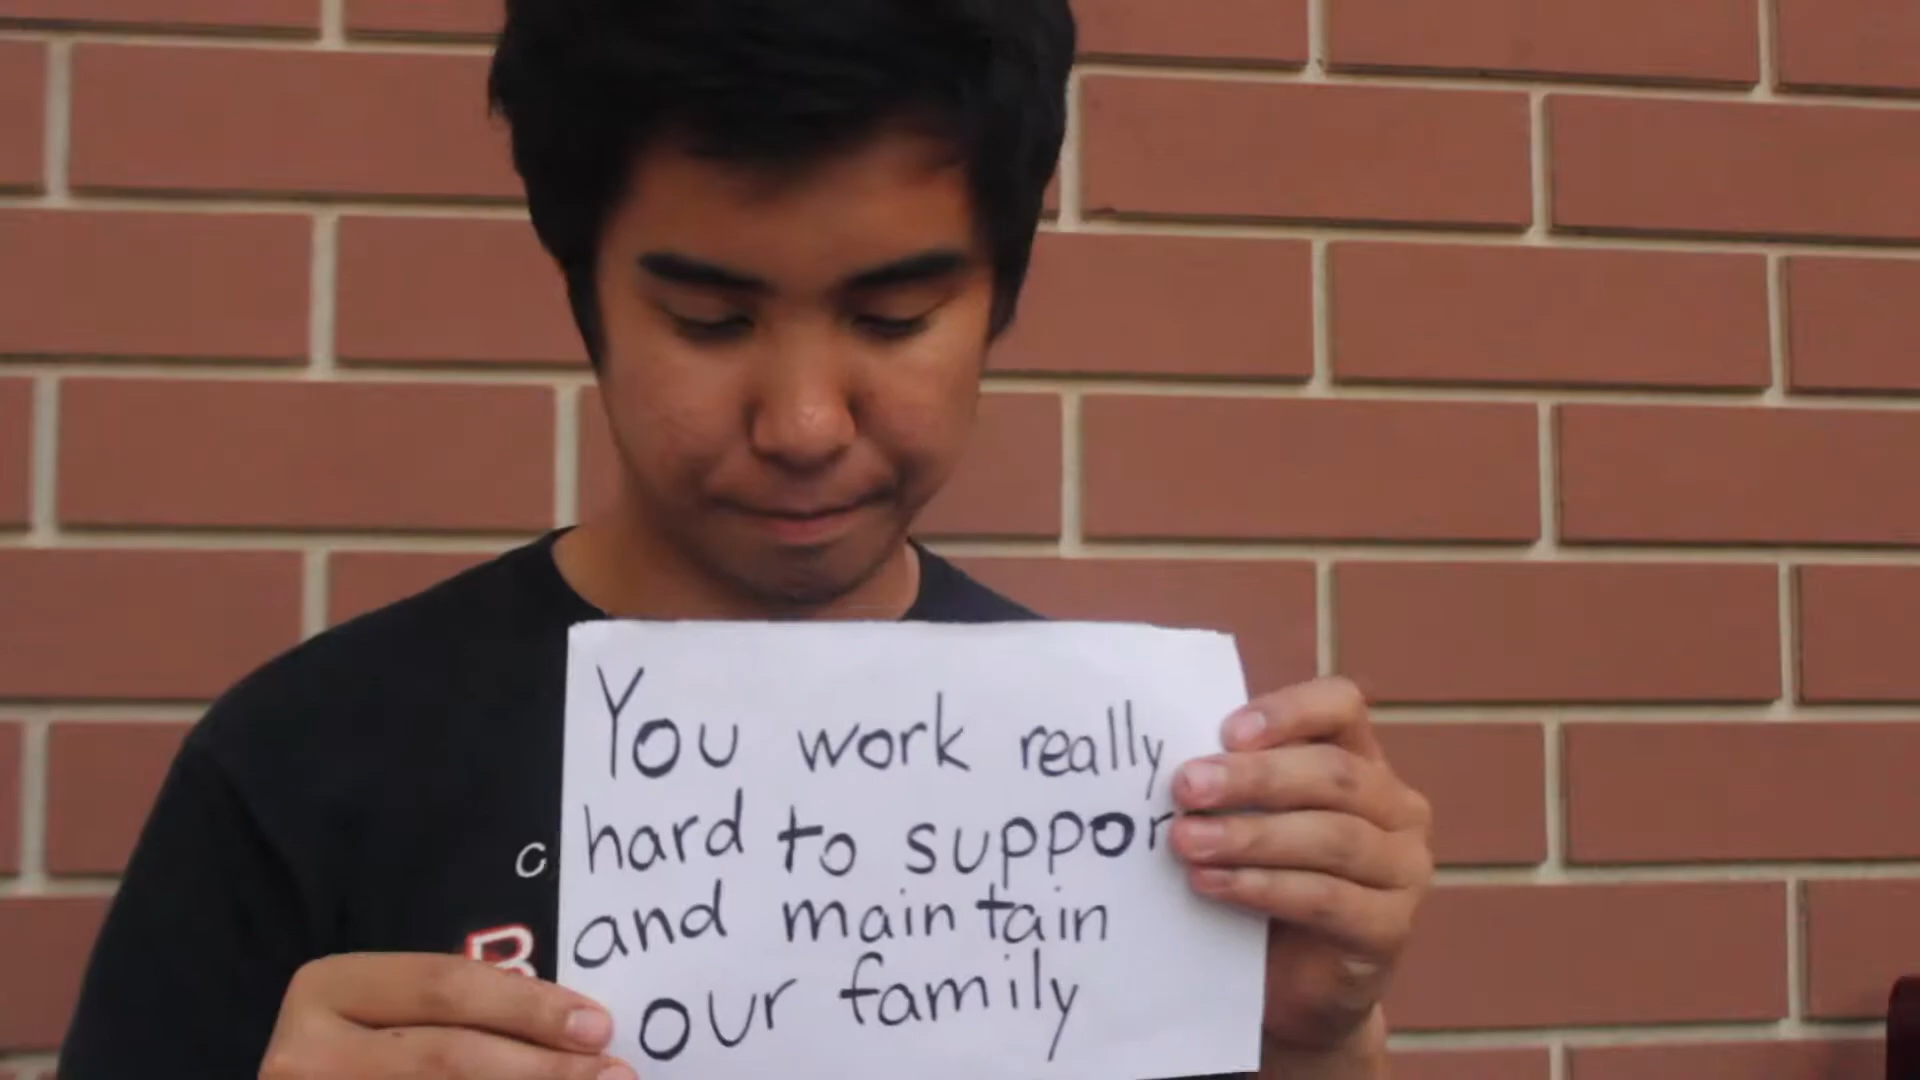 You work really
hard to suppor
and maintain
our family
C
B